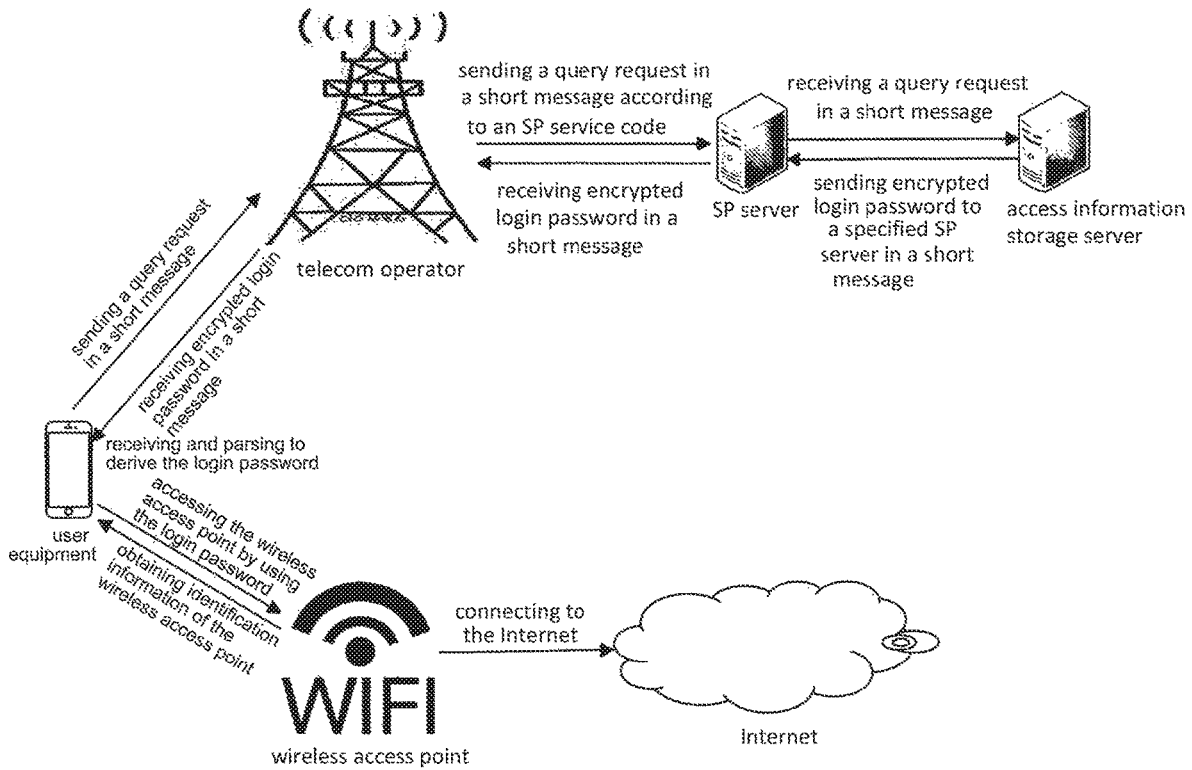 sending a query request in
a short message according
to an SP service code
receiving a query request
in a short message
receiving encrypted
login password in a
short message
SP server
sending encrypted
login password to
a specified SP
server in a short
message
access information
storage server
telecom operator
sending a query request
in a short message
receiving encrypted login
password in a short
message
receiving and parsing to
derive the login password
user
equipment
accessing the wireless
access point by using
the login password
obtaining identification
information of the
wireless access point
connecting to
the Internet
WIFI
wireless access point
Internet